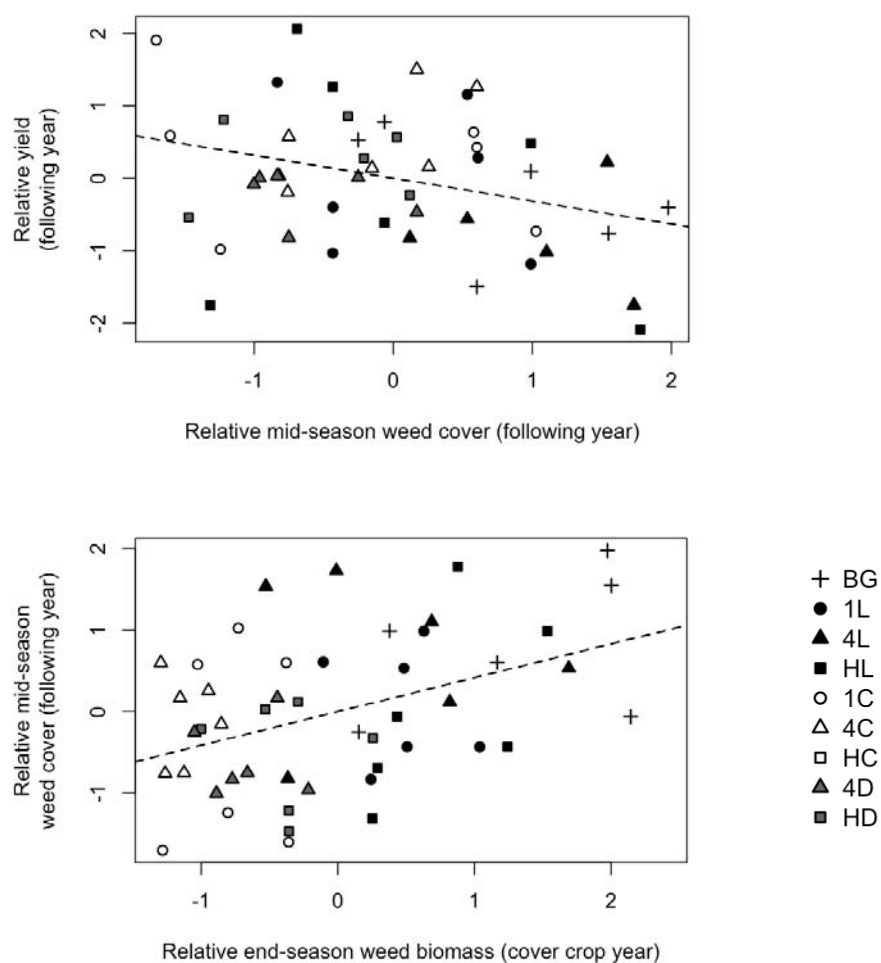 2
1
0
-1
-2
Relative yield
(following year)
-1
0
1
2
Relative mid-season weed cover (following year)
2
1
0
-1
Relative mid-season
weed cover (following year)
-1
0
1
2
Relative end-season weed biomass (cover crop year)
BG
1L
4L
HL
1C
4C
HC
4D
HD